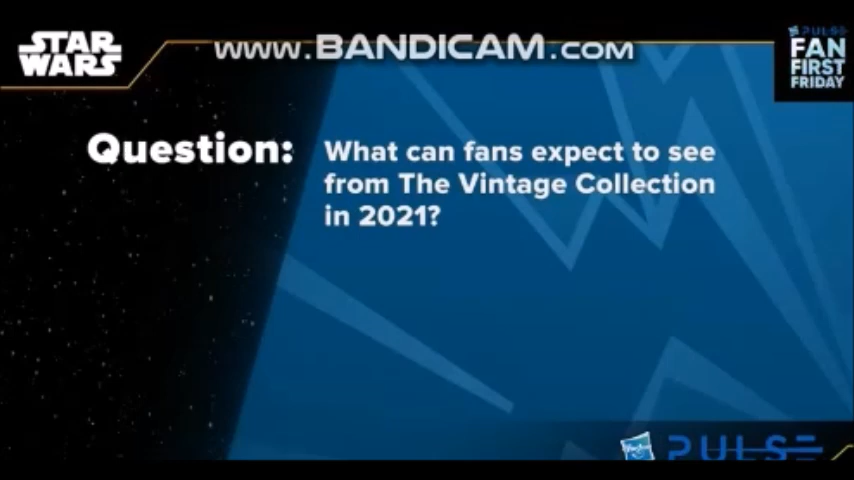 STAR
WARS
www.BANDICAM.COM
PULSE
FAN
FIRST
FRIDAY
Question:
What can fans expect to see
from The Vintage Collection
in 2021?
Hasbro
PULSE